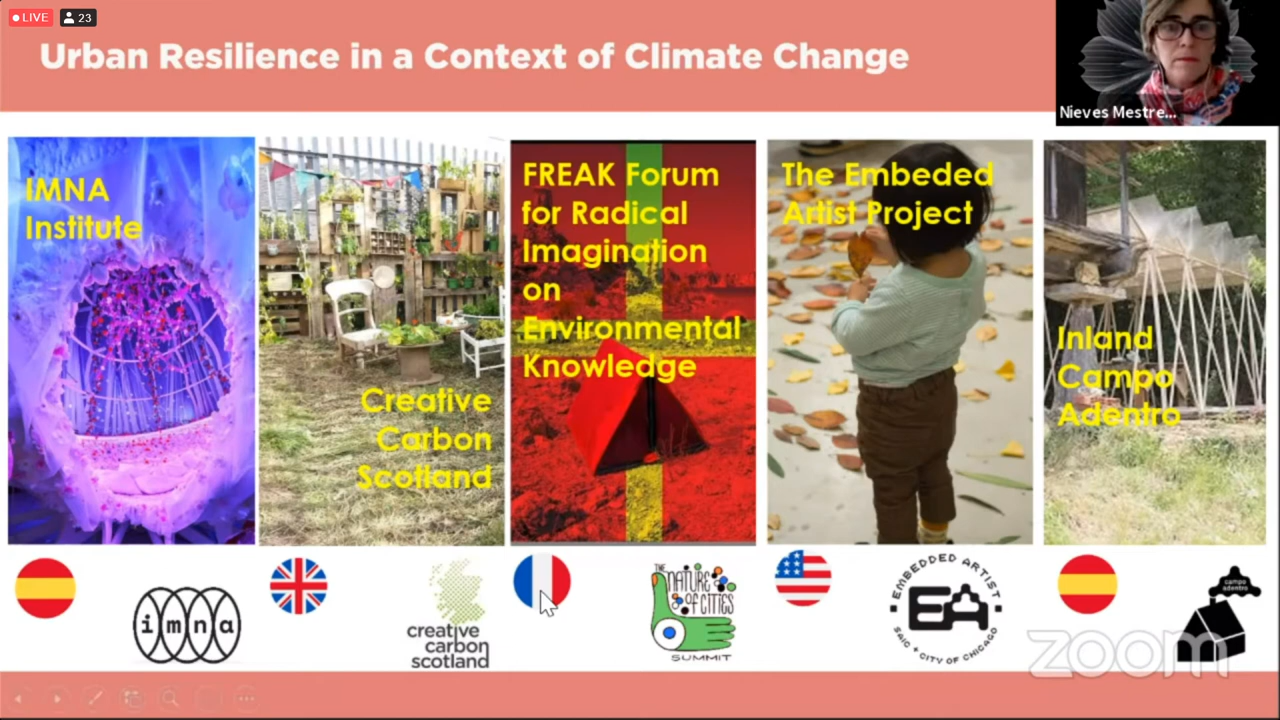 LIVE
23
Urban Resilience in a Context of Climate Change
Nieves Mestre...
IMNA
Institute
Creative
Carbon
Scotland
FREAK Forum
for Radical
Imagination
on
Environmental
Knowledge
The Embeded
Artist Project
Inland
Campo
Adentro
imna
creative
carbon
scotland
THE
NATURE
OF CITIES
SUMMIT
EMBEDDED ARTIST
EA
SAIC + CITY OF CHICAGO
campo
adentro
zoom